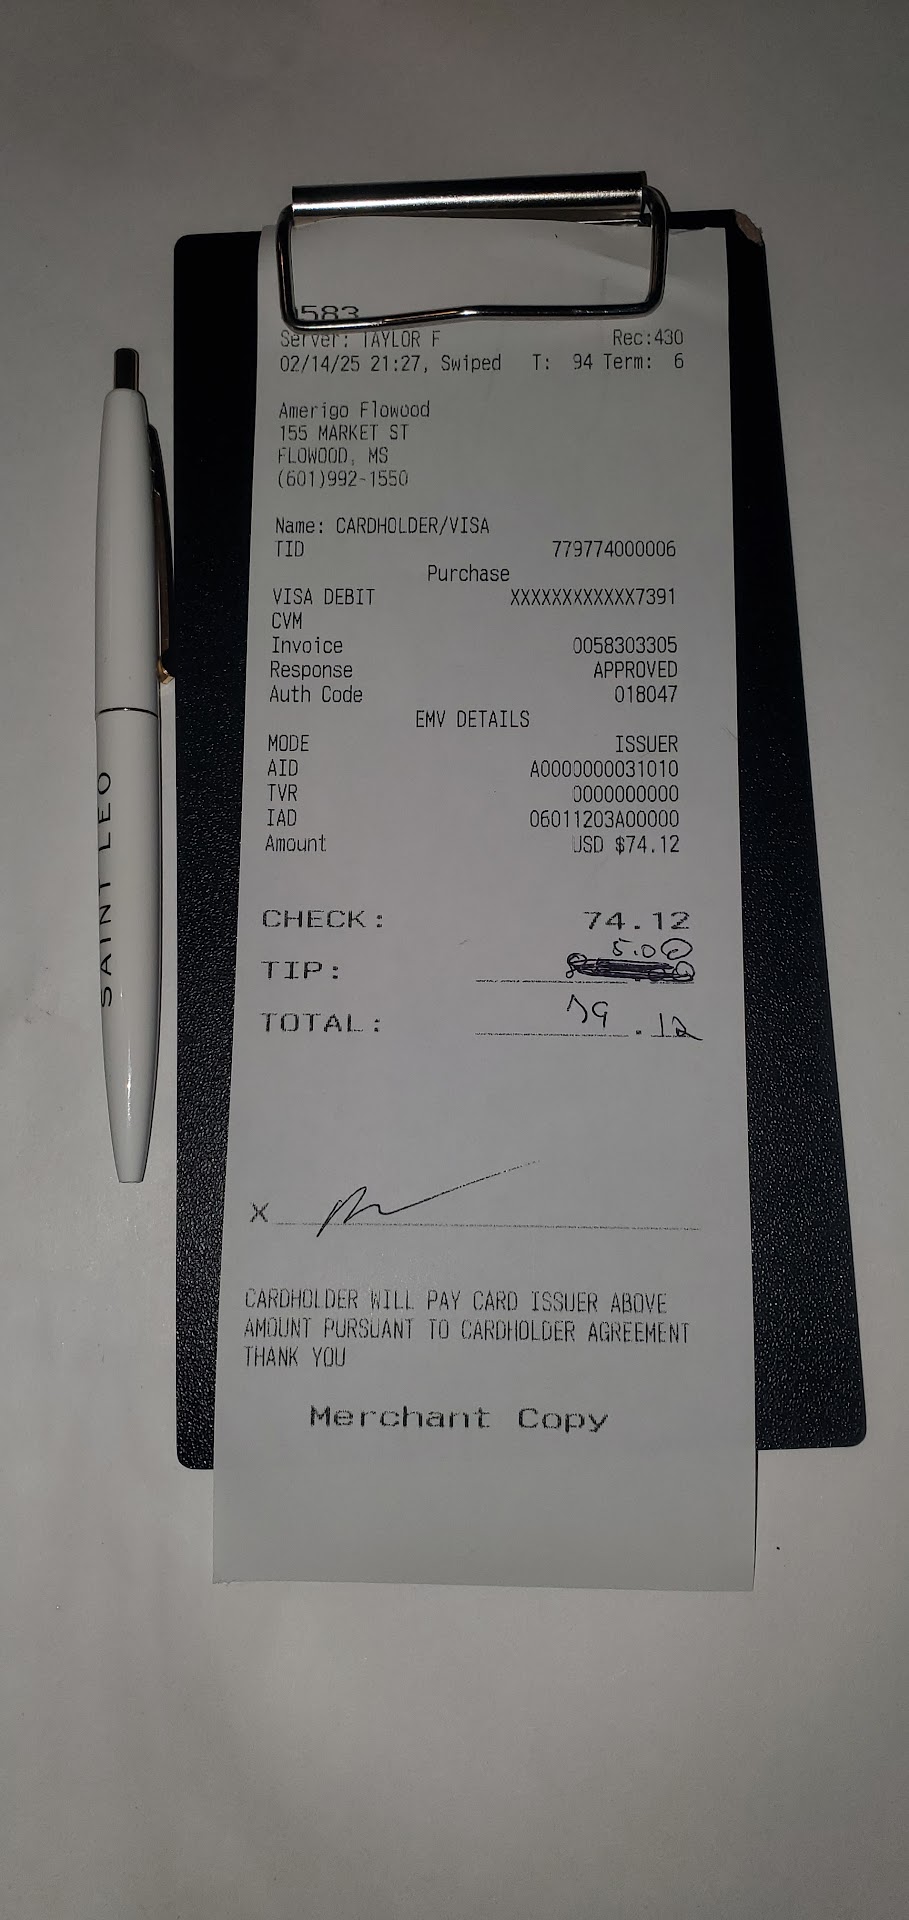 583
Server: TAYLOR F Rec:430
02/14/25 21:27, Swiped T: 94 Term: 6
Amerigo Flowood
155 MARKET ST
FLOWOOD, MS
(601)992-1550
Name: CARDHOLDER/VISA
TID 779774000006
Purchase
VISA DEBIT XXXXXXXXXXXX7391
CVM
Invoice 0058303305
Response APPROVED
Auth Code 018047
EMV DETAILS
MODE ISSUER
AID A0000000031010
TVR 0000000000
IAD 06011203A00000
Amount USD $74.12
CHECK: 74.12
5.00
TIP:
TOTAL: 79.12
X
CARDHOLDER WILL PAY CARD ISSUER ABOVE
AMOUNT PURSUANT TO CARDHOLDER AGREEMENT
THANK YOU
Merchant Copy
SAINT LEO